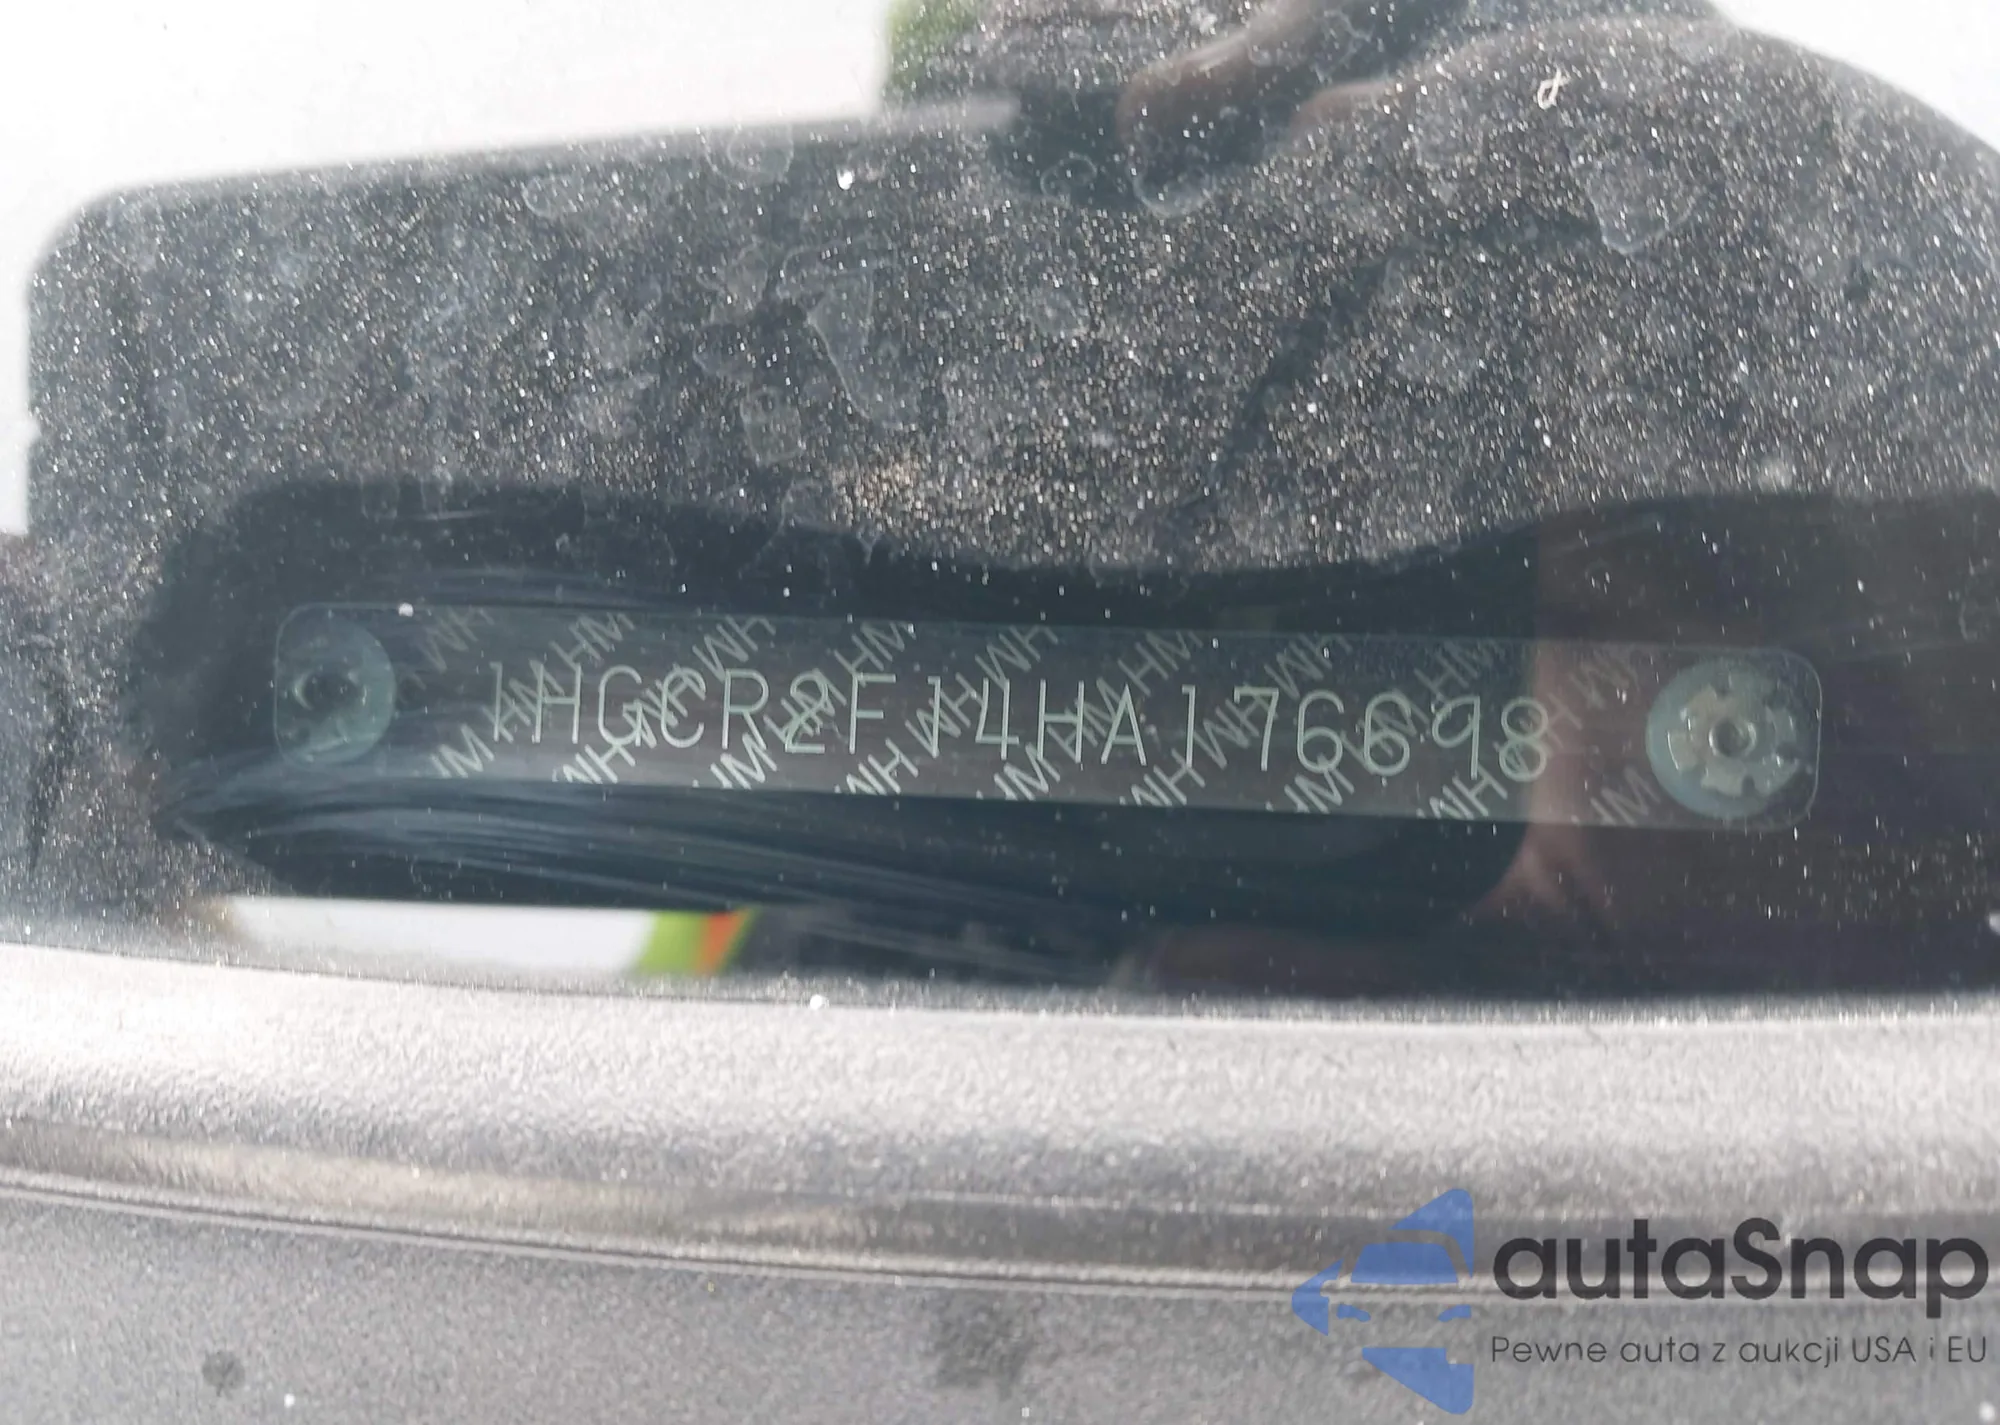 1HGCR2F14HA176698
autaSnap
Pewne auta z aukcji USA i EU